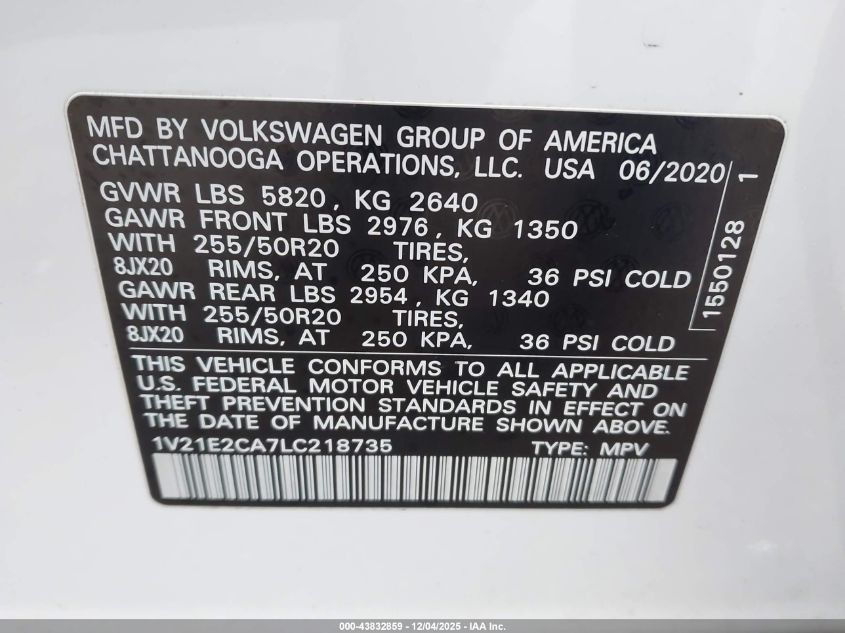 MFD BY VOLKSWAGEN GROUP OF AMERICA
CHATTANOOGA OPERATIONS, LLC. USA 06/2020
GVWR LBS 5820, KG 2640
GAWR FRONT LBS 2976, KG 1350
WITH 255/50R20 TIRES,
8JX20 RIMS, AT 250 KPA, 36 PSI COLD
GAWR REAR LBS 2954, KG 1340
WITH 255/50R20 TIRES,
8JX20 RIMS, AT 250 KPA, 36 PSI COLD
1550128 1
THIS VEHICLE CONFORMS TO ALL APPLICABLE
U.S. FEDERAL MOTOR VEHICLE SAFETY AND
THEFT PREVENTION STANDARDS IN EFFECT ON
THE DATE OF MANUFACTURE SHOWN ABOVE.
1V21E2CA7LC218735 TYPE: MPV
000-43832859 - 12/04/2025 - IAA Inc.